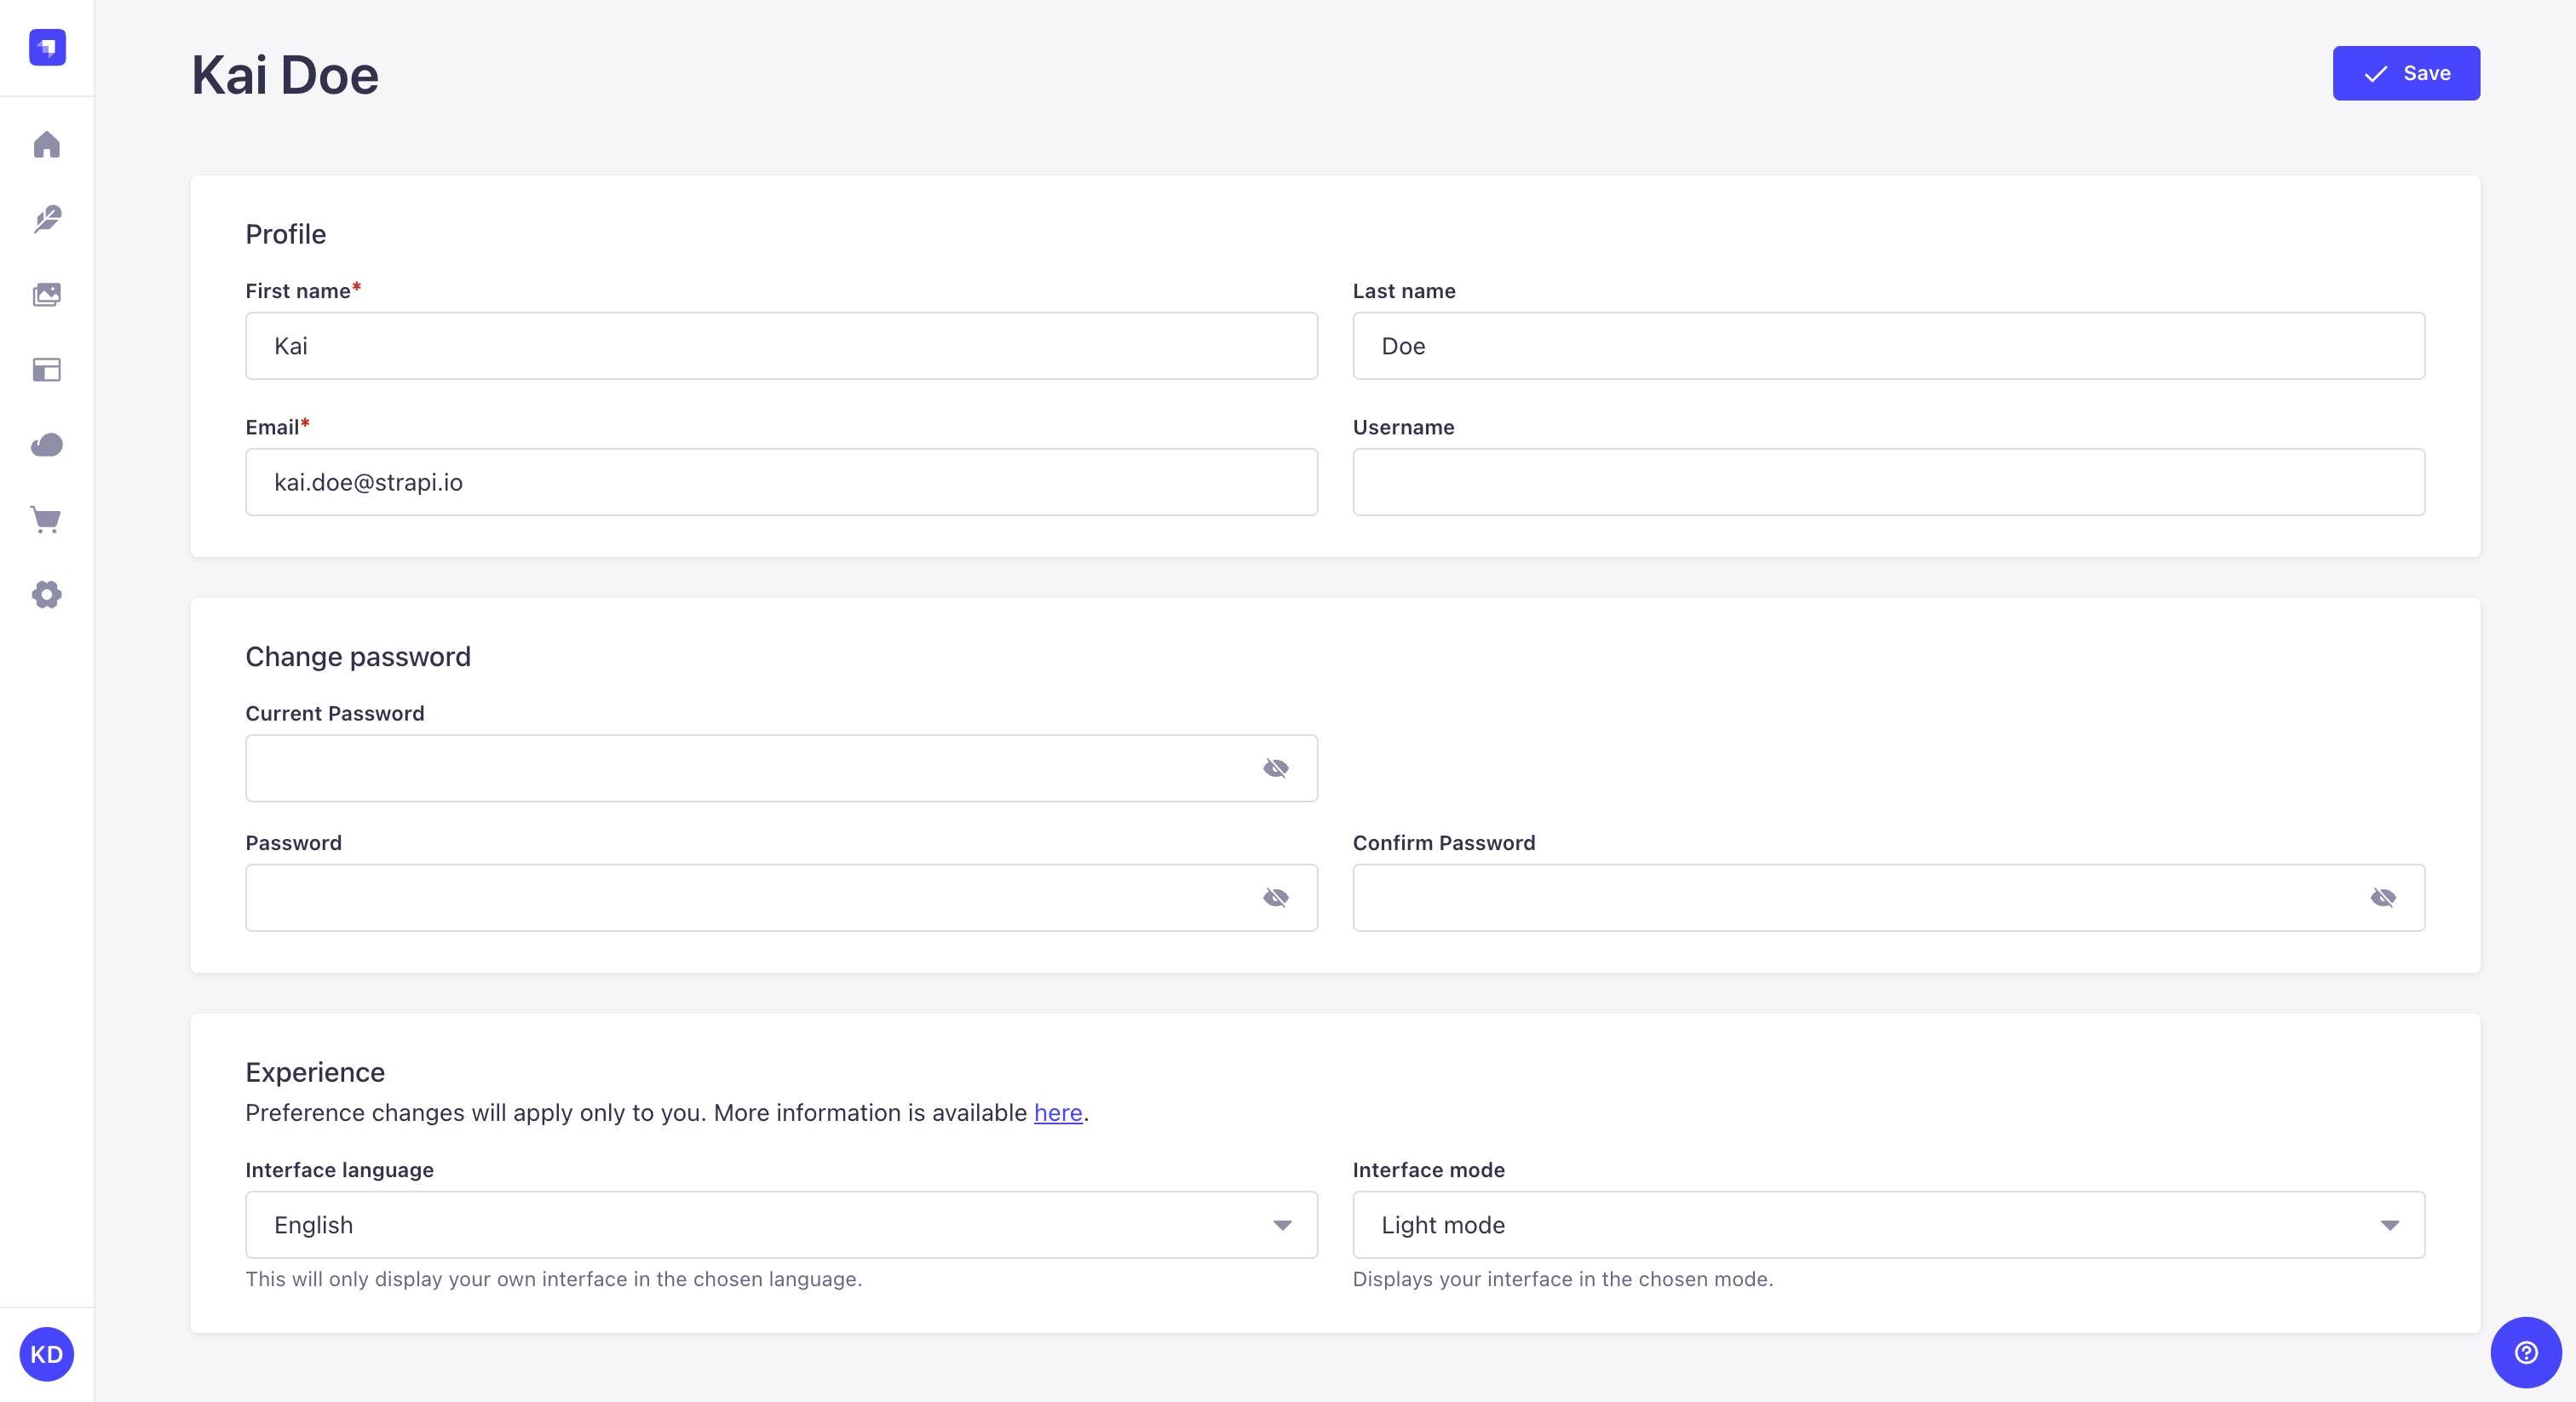 Kai Doe
Save
Profile
First name*
Last name
Kai
Doe
Email*
Username
kai.doe@strapi.io
Change password
Current Password
Password
Confirm Password
Experience
Preference changes will apply only to you. More information is available here.
Interface language
Interface mode
English
Light mode
This will only display your own interface in the chosen language.
Displays your interface in the chosen mode.
KD